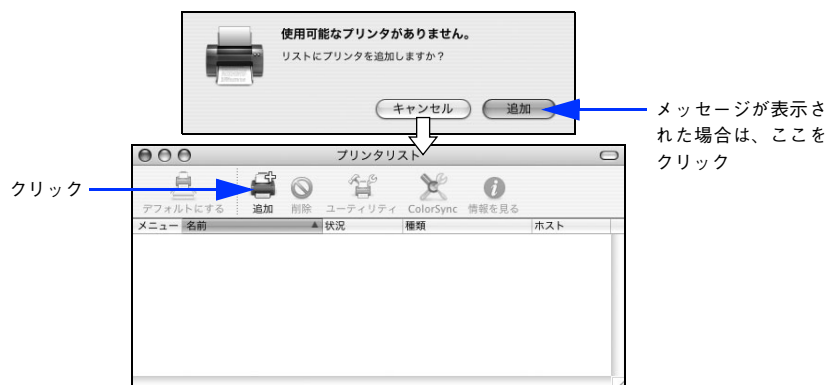 使用可能なプリンタがありません。
リストにプリンタを追加しますか？
キャンセル 追加
メッセージが表示さ
れた場合は、ここを
クリック
プリンタリスト
クリック
デフォルトにする 追加 削除 ユーティリティ ColorSync 情報を見る
メニュー 名前 状況 種類 ホスト